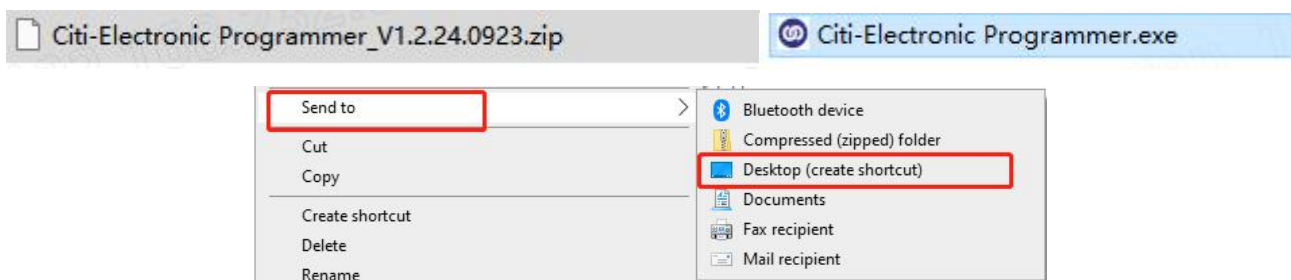 Citi-Electronic Programmer_V1.2.24.0923.zip
Citi-Electronic Programmer.exe
Send to
Cut
Copy
Create shortcut
Delete
Rename
Bluetooth device
Compressed (zipped) folder
Desktop (create shortcut)
Documents
Fax recipient
Mail recipient